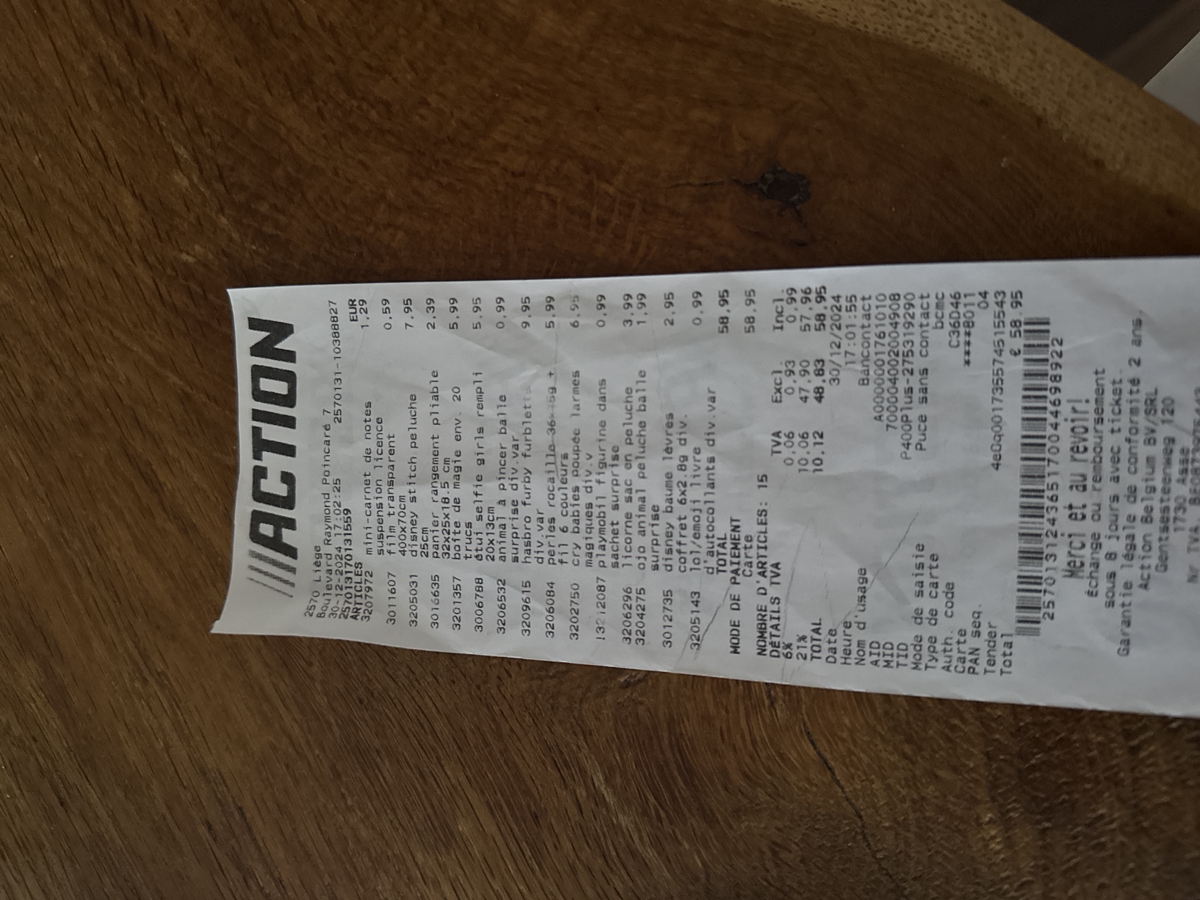 ///ACTION
2570 Liège
Boulevard Raymond Poincaré 7
30-12-2024 17:02:25 2570131-10388827
2570131170131559
ARTICLES EUR
3207972 mini-carnet de notes 1,29
suspension licence
3011607 film transparent 0,59
400x70cm
3205031 disney stitch peluche 7,95
25cm
3016635 panier rangement pliable 2,39
32x25x18.5 cm
3201357 boîte de magie env. 20 5,99
trucs
3006788 étui selfie girls rempli 5,95
20x13cm
3206532 animal à pincer balle 0,99
surprise div.var
3209615 hasbro furby furblets 9,95
div.var
3206084 perles rocaille 5,99
fil 6 couleurs
3202750 cry babies poupée larmes 6,95
magiques div.v
3212087 playmobil figurine dans 0,99
sachet surprise
3206296 licorne sac en peluche 3,99
3204275 ojo animal peluche balle 1,99
surprise
3012735 disney baume lèvres 2,95
coffret 6x2.8g div.
3205143 lol/emoji livre 0,99
d'autocollants div.var
TOTAL 58,95
MODE DE PAIEMENT
Carte 58,95
NOMBRE D'ARTICLES: 15
DÉTAILS TVA TVA Excl. Incl.
6% 0,06 0,93 0,99
21% 10,06 47,90 57,96
TOTAL 10,12 48,83 58,95
Date 30/12/2024
Heure 17:01:55
Nom d'usage Bancontact
AID A0000001761010
MID 700004002004908
TID P400Plus-275319290
Mode de saisie Puce sans contact
Type de carte bcmc
Auth. code C36D46
Carte ****8011
PAN seq. 04
Tender 4e0q001735574515543
Total € 58.95
257013124365170044698922
Merci et au revoir!
Échange ou remboursement
sous 8 jours avec ticket.
Garantie légale de conformité 2 ans.
Action Belgium BV/SRL
Gentsesteenweg 120
1730 Asse
Nr TVA